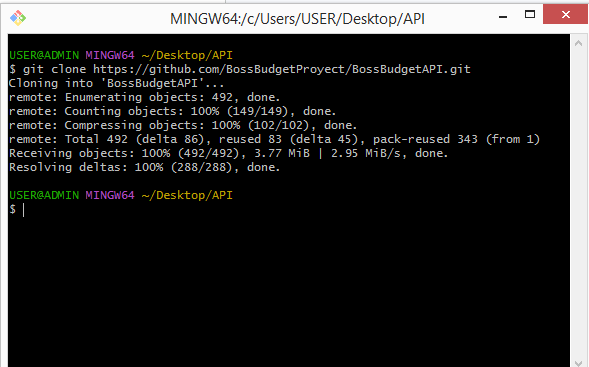 MINGW64:/c/Users/USER/Desktop/API
USER@ADMIN MINGW64 ~/Desktop/API
$ git clone https://github.com/BossBudgetProyect/BossBudgetAPI.git
Cloning into 'BossBudgetAPI'...
remote: Enumerating objects: 492, done.
remote: Counting objects: 100% (149/149), done.
remote: Compressing objects: 100% (102/102), done.
remote: Total 492 (delta 86), reused 83 (delta 45), pack-reused 343 (from 1)
Receiving objects: 100% (492/492), 3.77 MiB | 2.95 MiB/s, done.
Resolving deltas: 100% (288/288), done.
USER@ADMIN MINGW64 ~/Desktop/API
$